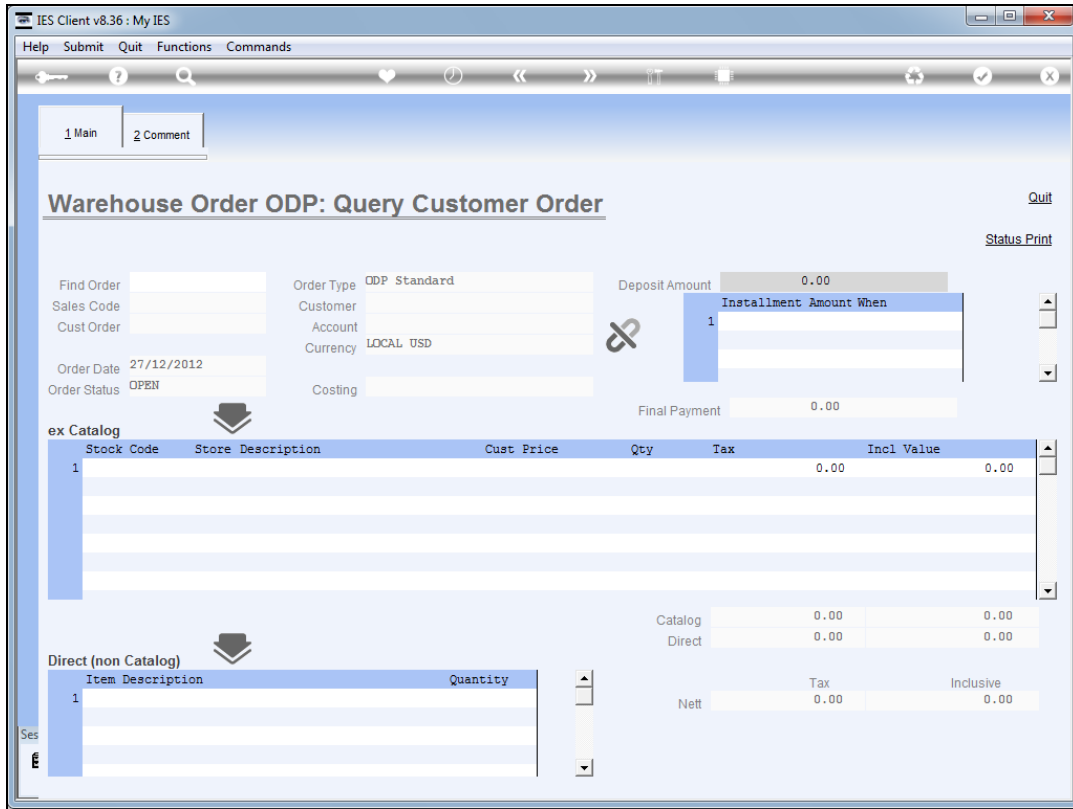 IES Client v8.36 : My IES
Help Submit Quit Functions Commands
1 Main
2 Comment
Warehouse Order ODP: Query Customer Order
Quit
Status Print
Find Order
Order Type ODP Standard
Deposit Amount 0.00
Sales Code
Customer
Installment Amount When
Cust Order
Account
1
Currency LOCAL USD
Order Date 27/12/2012
Order Status OPEN
Costing
Final Payment 0.00
ex Catalog
Stock Code Store Description Cust Price Qty Tax Incl Value
1 0.00 0.00
Catalog 0.00 0.00
Direct 0.00 0.00
Direct (non Catalog)
Item Description Quantity
Tax Inclusive
1
Nett 0.00 0.00
Ses